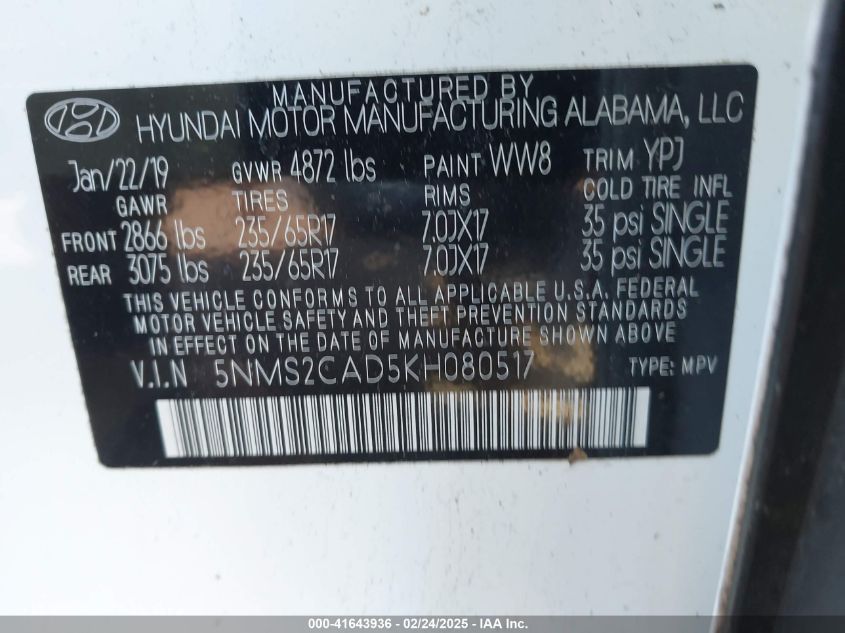 MANUFACTURED BY
HYUNDAI MOTOR MANUFACTURING ALABAMA, LLC
Jan/22/19 GVWR 4872 lbs PAINT WW8 TRIM YPJ
GAWR TIRES RIMS COLD TIRE INFL
FRONT 2866 lbs 235/65R17 7.0JX17 35 psi SINGLE
REAR 3075 lbs 235/65R17 7.0JX17 35 psi SINGLE
THIS VEHICLE CONFORMS TO ALL APPLICABLE U.S.A. FEDERAL
MOTOR VEHICLE SAFETY AND THEFT PREVENTION STANDARDS
IN EFFECT ON THE DATE OF MANUFACTURE SHOWN ABOVE.
V.I.N 5NMS2CAD5KH080517 TYPE: MPV
000-41643936 - 02/24/2025 - IAA Inc.